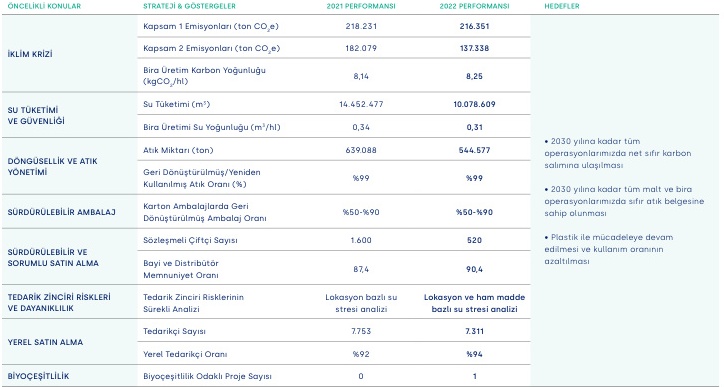 ÖNCELİKLİ KONULAR STRATEJİ & GÖSTERGELER 2021 PERFORMANSI 2022 PERFORMANSI HEDEFLER
İKLİM KRİZİ
Kapsam 1 Emisyonları (ton CO2e) 218.231 216.351
Kapsam 2 Emisyonları (ton CO2e) 182.079 137.338
Bira Üretim Karbon Yoğunluğu
(kgCO2/hl) 8,14 8,25
SU TÜKETİMİ
VE GÜVENLİĞİ
Su Tüketimi (m³) 14.452.477 10.078.609
Bira Üretimi Su Yoğunluğu (m³/hl) 0,34 0,31
DÖNGÜSELLİK VE ATIK
YÖNETİMİ
Atık Miktarı (ton) 639.088 544.577
Geri Dönüştürülmüş/Yeniden
Kullanılmış Atık Oranı (%) %99 %99
SÜRDÜRÜLEBİLİR AMBALAJ
Karton Ambalajlarda Geri
Dönüştürülmüş Ambalaj Oranı %50-%90 %50-%90
SÜRDÜRÜLEBİLİR VE
SORUMLU SATIN ALMA
Sözleşmeli Çiftçi Sayısı 1.600 520
Bayi ve Distribütör
Memnuniyet Oranı 87,4 90,4
TEDARİK ZİNCİRİ RİSKLERİ
VE DAYANIKLILIK
Tedarik Zinciri Risklerinin
Sürekli Analizi
Lokasyon bazlı su
stresi analizi
Lokasyon ve ham madde
bazlı su stresi analizi
YEREL SATIN ALMA
Tedarikçi Sayısı 7.753 7.311
Yerel Tedarikçi Oranı %92 %94
BİYOÇEŞİTLİLİK
Biyoçeşitlilik Odaklı Proje Sayısı 0 1
• 2030 yılına kadar tüm
operasyonlarımızda net sıfır karbon
salımına ulaşılması
• 2030 yılına kadar tüm malt ve bira
operasyonlarımızda sıfır atık belgesine
sahip olunması
• Plastik ile mücadeleye devam
edilmesi ve kullanım oranının
azaltılması